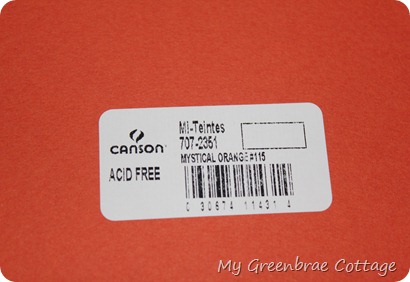 Mi-Teintes
707-2351
CANSON
MYSTICAL ORANGE #115
ACID FREE
0 30674 11431 4
My Greenbrae Cottage